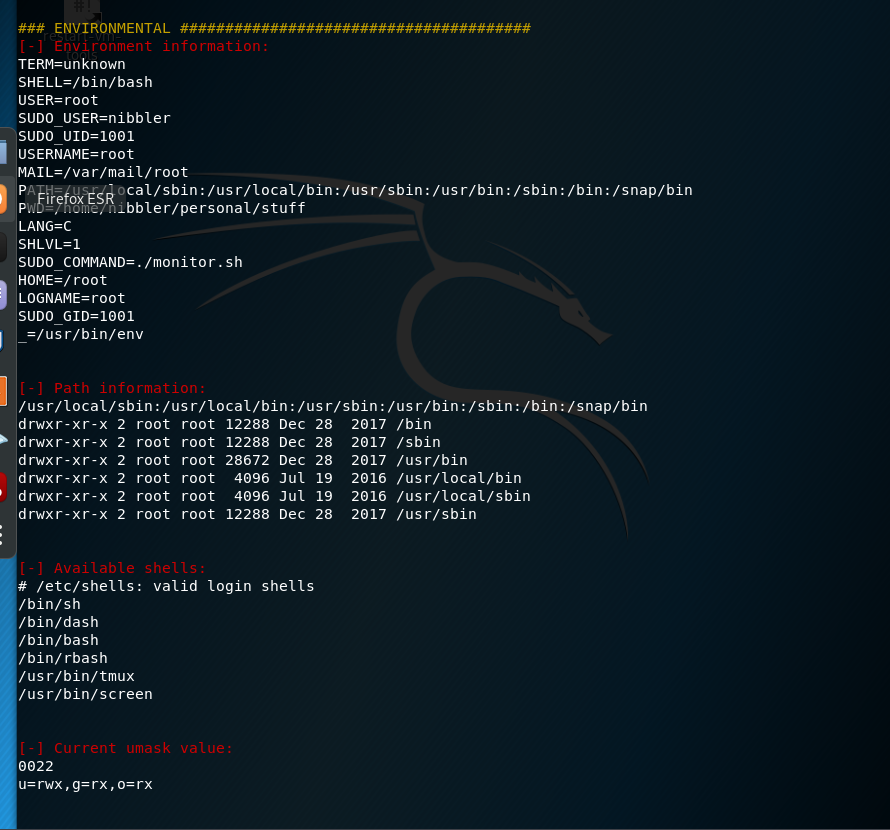 #!
restart-vm-
tools
### ENVIRONMENTAL #######################################
[-] Environment information:
TERM=unknown
SHELL=/bin/bash
USER=root
SUDO_USER=nibbler
SUDO_UID=1001
USERNAME=root
MAIL=/var/mail/root
PATH=/usr/local/sbin:/usr/local/bin:/usr/sbin:/usr/bin:/sbin:/bin:/snap/bin
Firefox ESR
PWD=/home/nibbler/personal/stuff
LANG=C
SHLVL=1
SUDO_COMMAND=./monitor.sh
HOME=/root
LOGNAME=root
SUDO_GID=1001
_=/usr/bin/env
[-] Path information:
/usr/local/sbin:/usr/local/bin:/usr/sbin:/usr/bin:/sbin:/bin:/snap/bin
drwxr-xr-x 2 root root 12288 Dec 28  2017 /bin
drwxr-xr-x 2 root root 12288 Dec 28  2017 /sbin
drwxr-xr-x 2 root root 28672 Dec 28  2017 /usr/bin
drwxr-xr-x 2 root root  4096 Jul 19  2016 /usr/local/bin
drwxr-xr-x 2 root root  4096 Jul 19  2016 /usr/local/sbin
drwxr-xr-x 2 root root 12288 Dec 28  2017 /usr/sbin
[-] Available shells:
# /etc/shells: valid login shells
/bin/sh
/bin/dash
/bin/bash
/bin/rbash
/usr/bin/tmux
/usr/bin/screen
[-] Current umask value:
0022
u=rwx,g=rx,o=rx